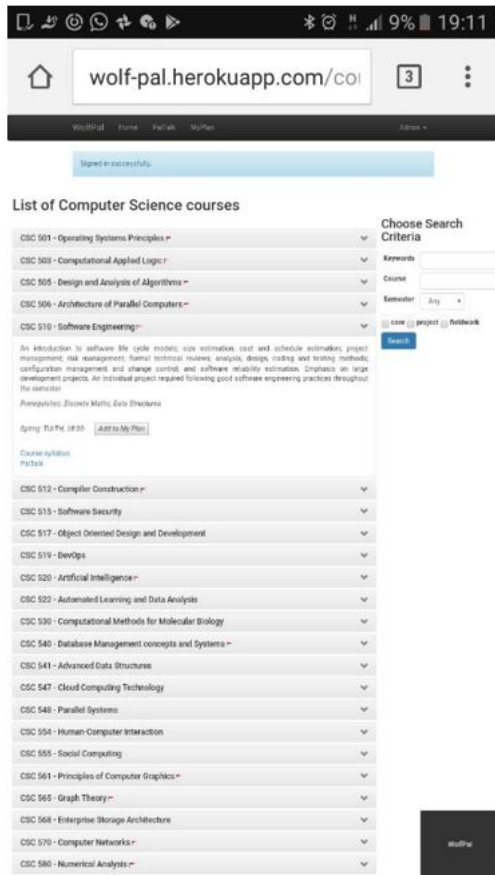 9% 19:11
wolf-pal.herokuapp.com/cou
3
WolfPal Home PalTalk MyPlan Admin
Signed in successfully.
List of Computer Science courses
CSC 501 - Operating Systems Principles
CSC 503 - Computational Applied Logic
CSC 505 - Design and Analysis of Algorithms
CSC 506 - Architecture of Parallel Computers
CSC 510 - Software Engineering
An introduction to software life cycle models; size estimation; cost and schedule estimation; project
management; risk management; formal technical reviews; analysis, design, coding and testing methods;
configuration management and change control; and software reliability estimation. Emphasis on large
development projects. An individual project required following good software engineering practices throughout
the semester
Prerequisites: Discrete Maths, Data Structures
Spring: Add to My Plan
Course syllabus
PalTalk
CSC 512 - Compiler Construction
CSC 515 - Software Security
CSC 517 - Object Oriented Design and Development
CSC 519 - DevOps
CSC 520 - Artificial Intelligence
CSC 522 - Automated Learning and Data Analysis
CSC 530 - Computational Methods for Molecular Biology
CSC 540 - Database Management concepts and Systems
CSC 541 - Advanced Data Structures
CSC 547 - Cloud Computing Technology
CSC 548 - Parallel Systems
CSC 554 - Human-Computer Interaction
CSC 555 - Social Computing
CSC 561 - Principles of Computer Graphics
CSC 565 - Graph Theory
CSC 568 - Enterprise Storage Architecture
CSC 570 - Computer Networks
CSC 580 - Numerical Analysis
Choose Search
Criteria
Keywords
Course
Semester Any
core project fieldwork
Search
WolfPal